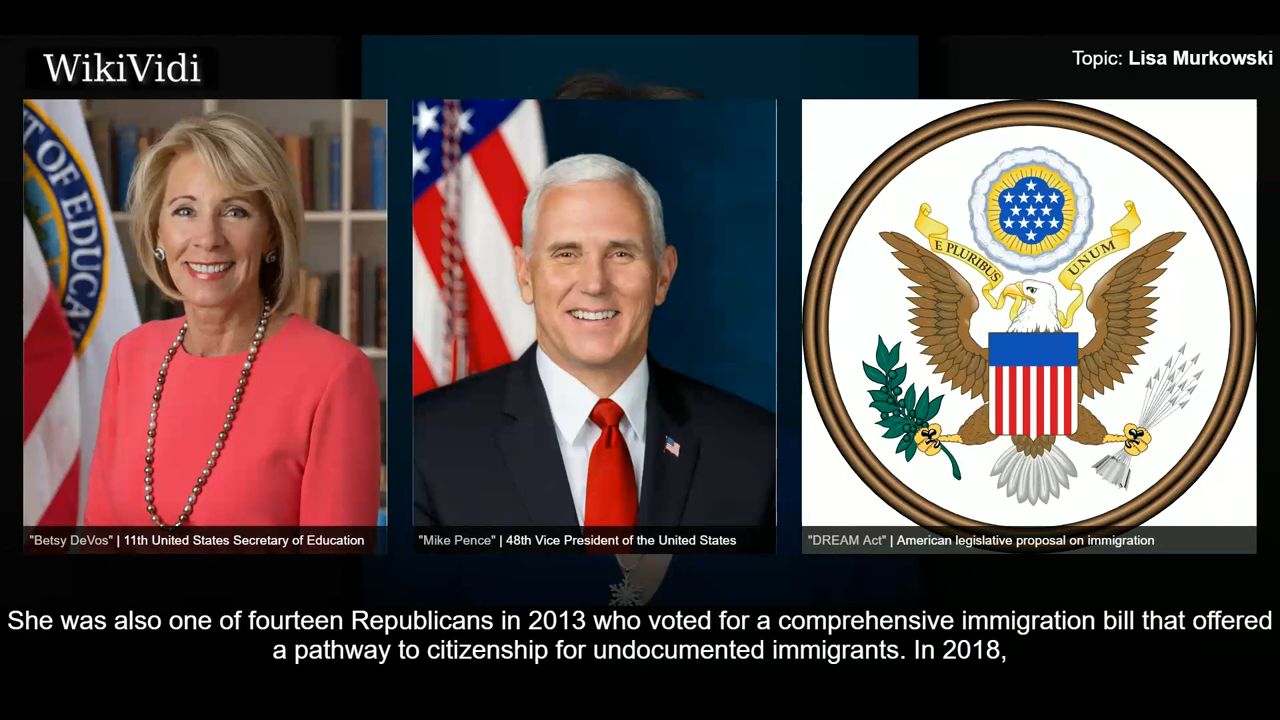 WikiVidi
Topic: Lisa Murkowski
T OF EDUCAT
E PLURIBUS UNUM
"Betsy DeVos" | 11th United States Secretary of Education
"Mike Pence" | 48th Vice President of the United States
"DREAM Act" | American legislative proposal on immigration
She was also one of fourteen Republicans in 2013 who voted for a comprehensive immigration bill that offered
a pathway to citizenship for undocumented immigrants. In 2018,